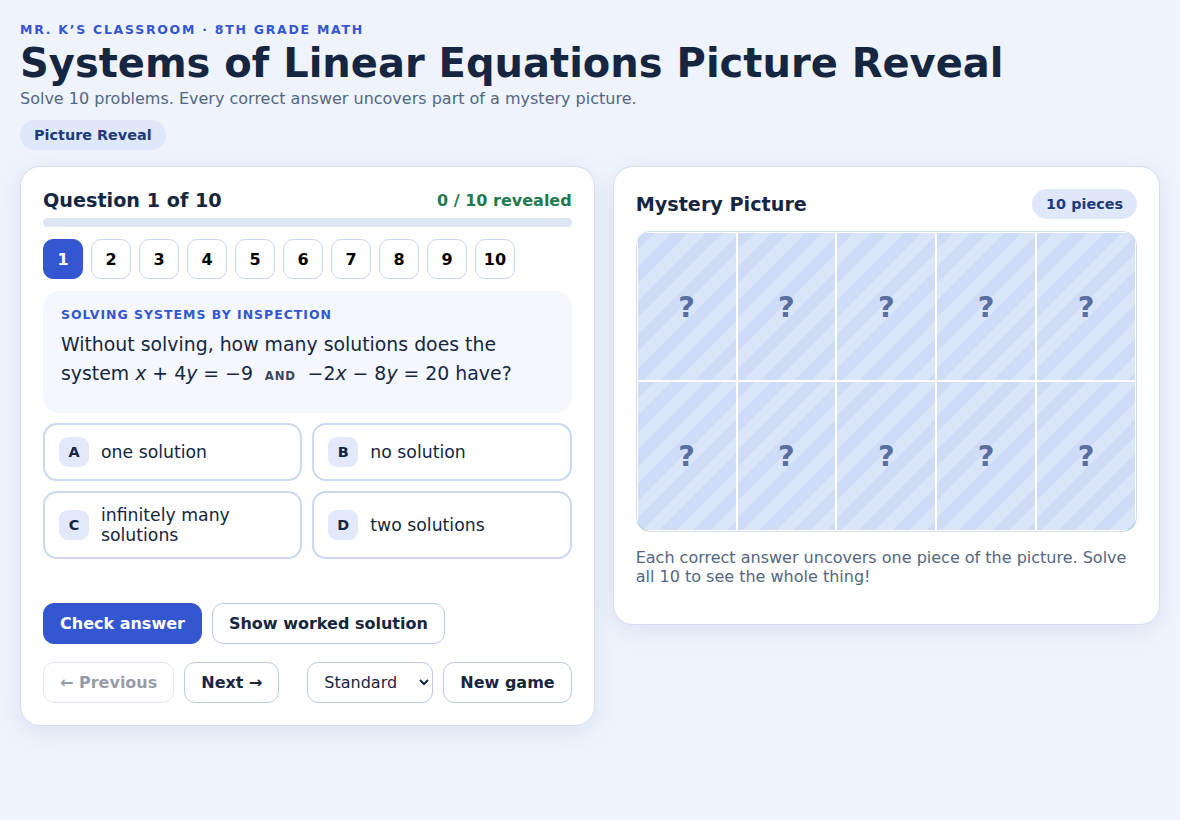 MR. K’S CLASSROOM · 8TH GRADE MATH
Systems of Linear Equations Picture Reveal
Solve 10 problems. Every correct answer uncovers part of a mystery picture.
Picture Reveal
Question 1 of 10
0 / 10 revealed
1 2 3 4 5 6 7 8 9 10
SOLVING SYSTEMS BY INSPECTION
Without solving, how many solutions does the
system x + 4y = −9 AND −2x − 8y = 20 have?
A one solution
B no solution
C infinitely many
solutions
D two solutions
Check answer
Show worked solution
← Previous
Next →
Standard
New game
Mystery Picture
10 pieces
? ? ? ? ?
? ? ? ? ?
Each correct answer uncovers one piece of the picture. Solve
all 10 to see the whole thing!